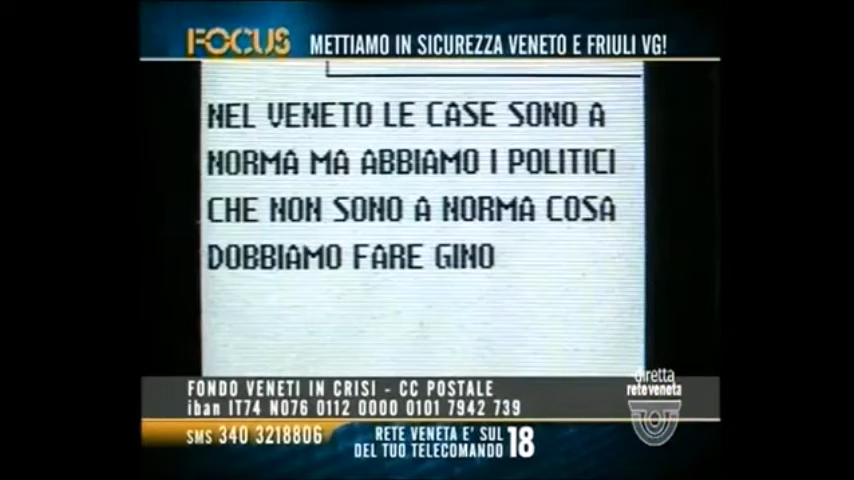 FOCUS METTIAMO IN SICUREZZA VENETO E FRIULI VG!
NEL VENETO LE CASE SONO A
NORMA MA ABBIAMO I POLITICI
CHE NON SONO A NORMA COSA
DOBBIAMO FARE GINO
FONDO VENETI IN CRISI - CC POSTALE
iban IT74 N076 0112 0000 0101 7942 739
diretta
reteveneta
SMS 340 3218806
RETE VENETA E' SUL
DEL TUO TELECOMANDO 18